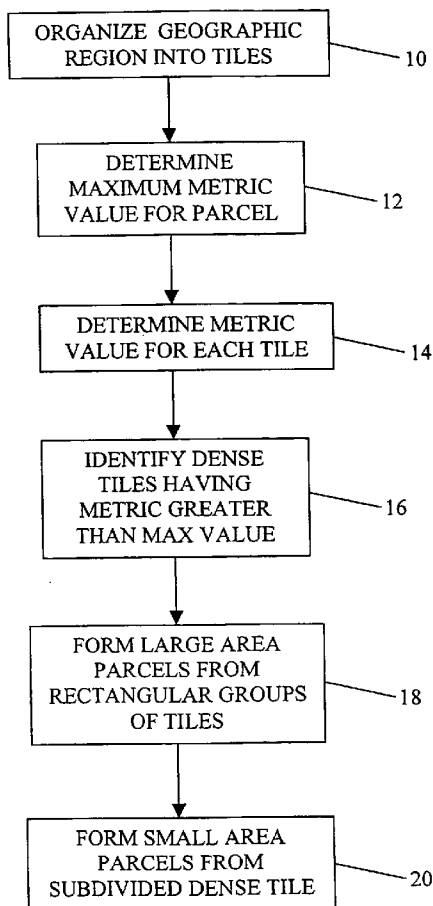 ORGANIZE GEOGRAPHIC
REGION INTO TILES
10
DETERMINE
MAXIMUM METRIC
VALUE FOR PARCEL
12
DETERMINE METRIC
VALUE FOR EACH TILE
14
IDENTIFY DENSE
TILES HAVING
METRIC GREATER
THAN MAX VALUE
16
FORM LARGE AREA
PARCELS FROM
RECTANGULAR GROUPS
OF TILES
18
FORM SMALL AREA
PARCELS FROM
SUBDIVIDED DENSE TILE
20